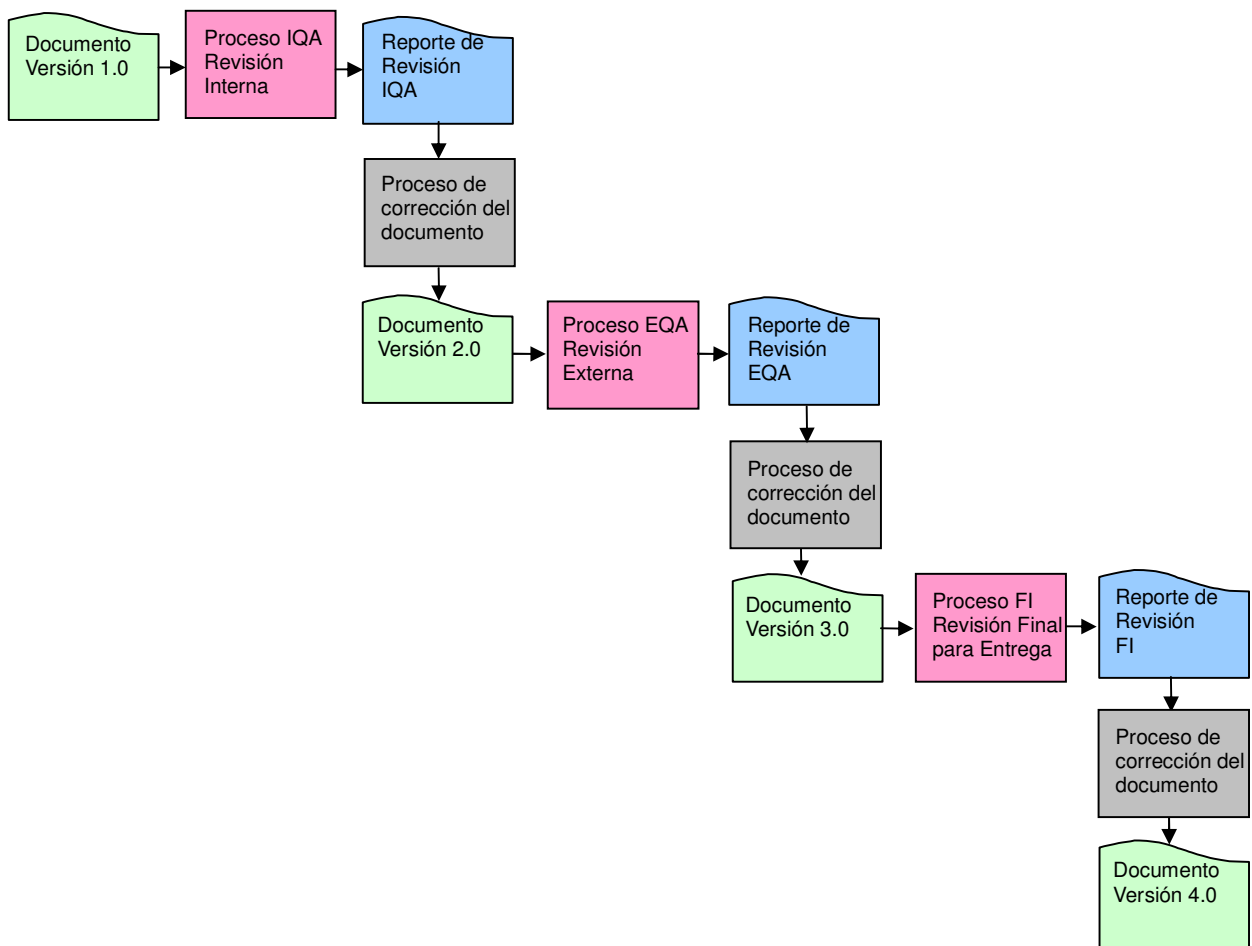 Documento
Versión 1.0
Proceso IQA
Revisión
Interna
Reporte de
Revisión
IQA
Proceso de
corrección del
documento
Documento
Versión 2.0
Proceso EQA
Revisión
Externa
Reporte de
Revisión
EQA
Proceso de
corrección del
documento
Documento
Versión 3.0
Proceso FI
Revisión Final
para Entrega
Reporte de
Revisión
FI
Proceso de
corrección del
documento
Documento
Versión 4.0